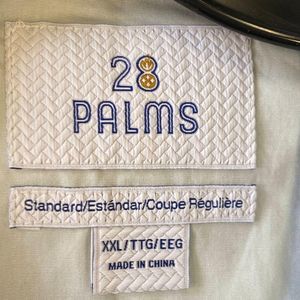 28
PALMS
Standard/Estándar/Coupe Régulière
XXL/TTG/EEG
MADE IN CHINA